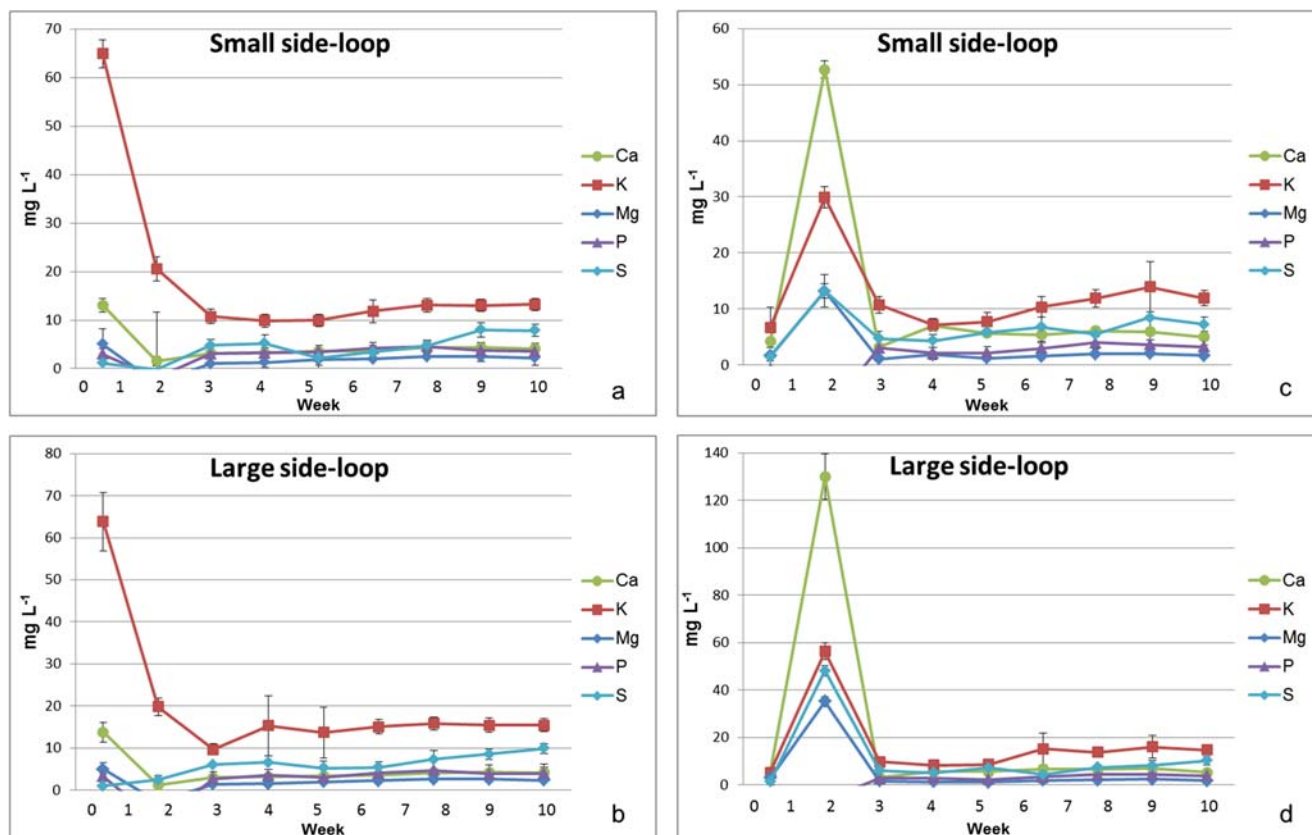 Small side-loop
70
60
50
40
30
20
10
0
mg L⁻¹
0 1 2 3 4 5 6 7 8 9 10
Week
Ca
K
Mg
P
S
a
Small side-loop
60
50
40
30
20
10
0
mg L⁻¹
0 1 2 3 4 5 6 7 8 9 10
Week
Ca
K
Mg
P
S
c
Large side-loop
80
70
60
50
40
30
20
10
0
mg L⁻¹
0 1 2 3 4 5 6 7 8 9 10
Week
Ca
K
Mg
P
S
b
Large side-loop
140
120
100
80
60
40
20
0
mg L⁻¹
0 1 2 3 4 5 6 7 8 9 10
Week
Ca
K
Mg
P
S
d